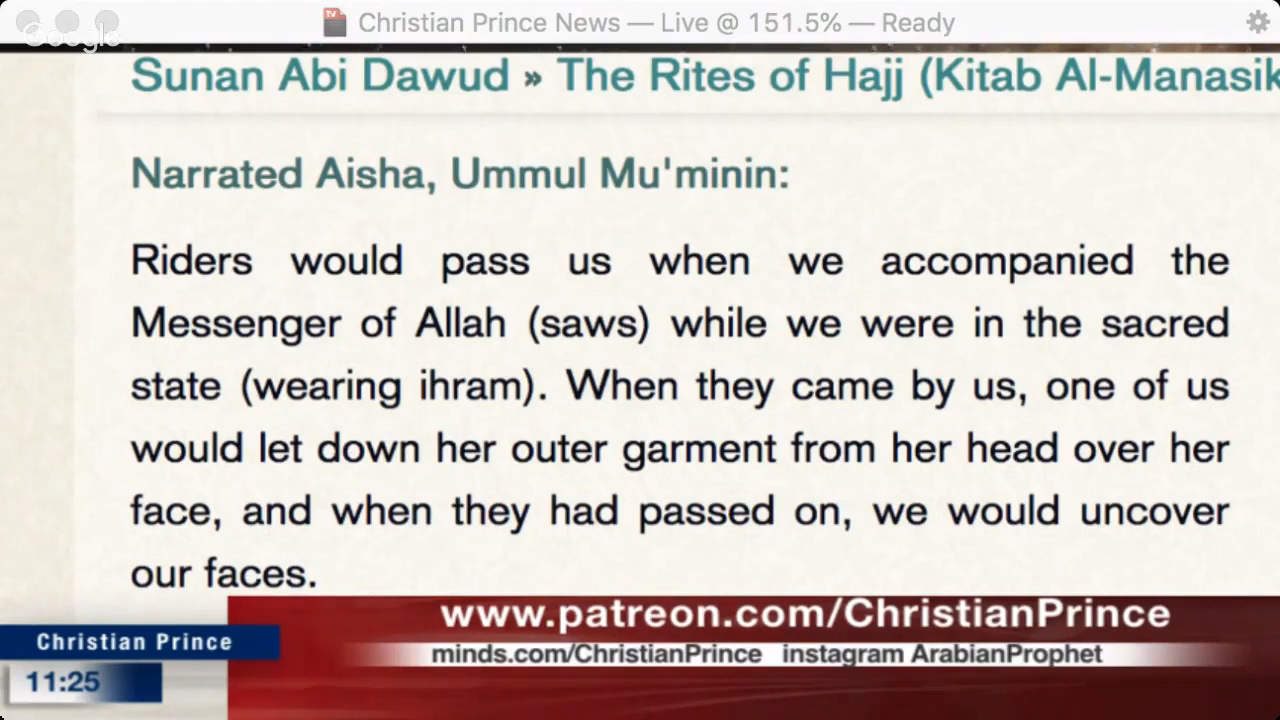 Christian Prince News — Live @ 151.5% — Ready
Google
Sunan Abi Dawud » The Rites of Hajj (Kitab Al-Manasik
Narrated Aisha, Ummul Mu'minin:
Riders would pass us when we accompanied the
Messenger of Allah (saws) while we were in the sacred
state (wearing ihram). When they came by us, one of us
would let down her outer garment from her head over her
face, and when they had passed on, we would uncover
our faces.
www.patreon.com/ChristianPrince
Christian Prince
minds.com/ChristianPrince instagram ArabianProphet
11:25